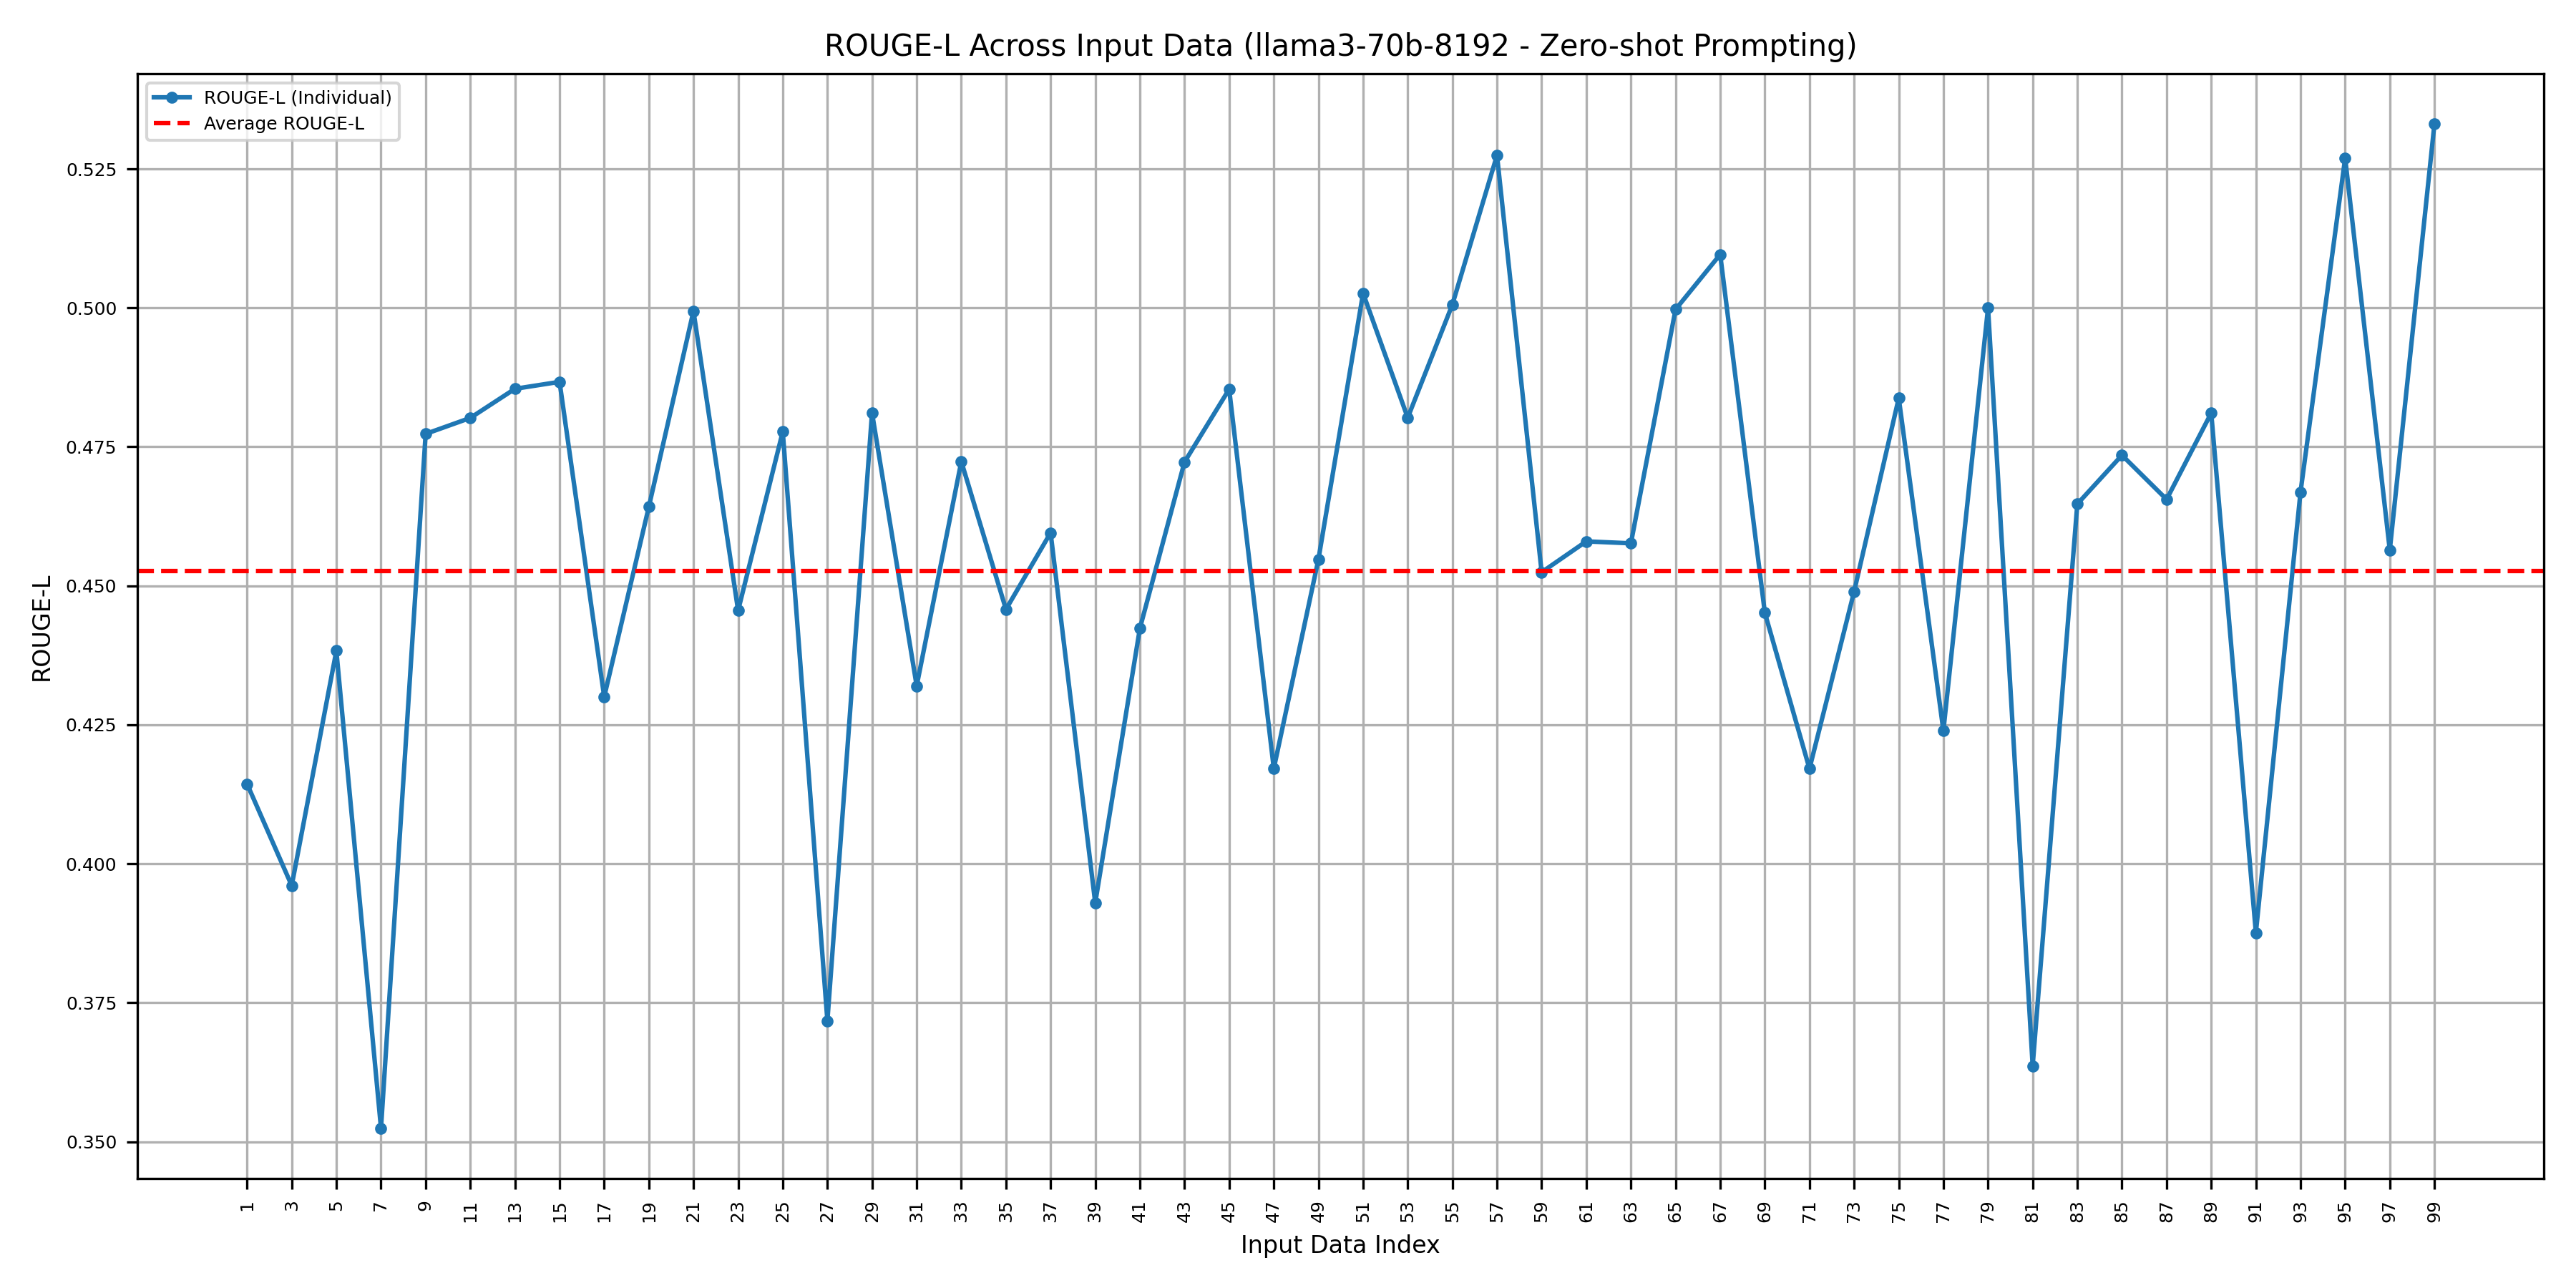 ROUGE-L Across Input Data (llama3-70b-8192 - Zero-shot Prompting)
ROUGE-L (Individual)
Average ROUGE-L
0.525
0.500
0.475
0.450
0.425
0.400
0.375
0.350
ROUGE-L
1 3 5 7 9 11 13 15 17 19 21 23 25 27 29 31 33 35 37 39 41 43 45 47 49 51 53 55 57 59 61 63 65 67 69 71 73 75 77 79 81 83 85 87 89 91 93 95 97 99
Input Data Index